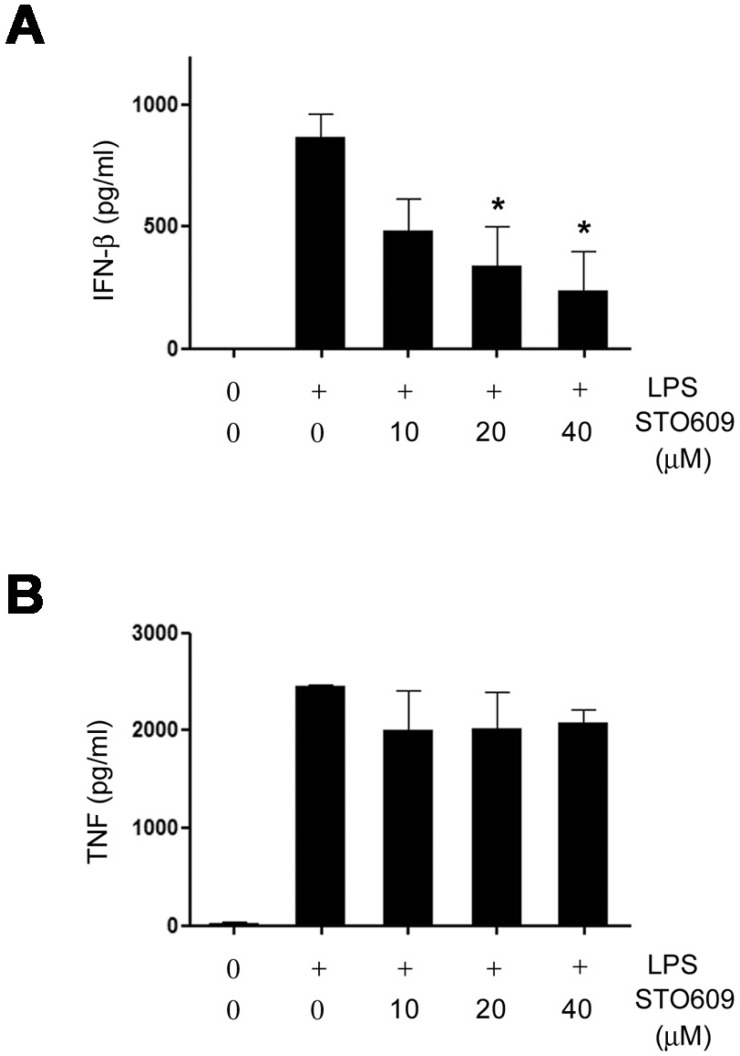 A
1000
500
0
IFN-β (pg/ml)
* *
0 + + + + LPS
0 0 10 20 40 STO609
(μM)
B
3000
2000
1000
0
TNF (pg/ml)
0 + + + + LPS
0 0 10 20 40 STO609
(μM)